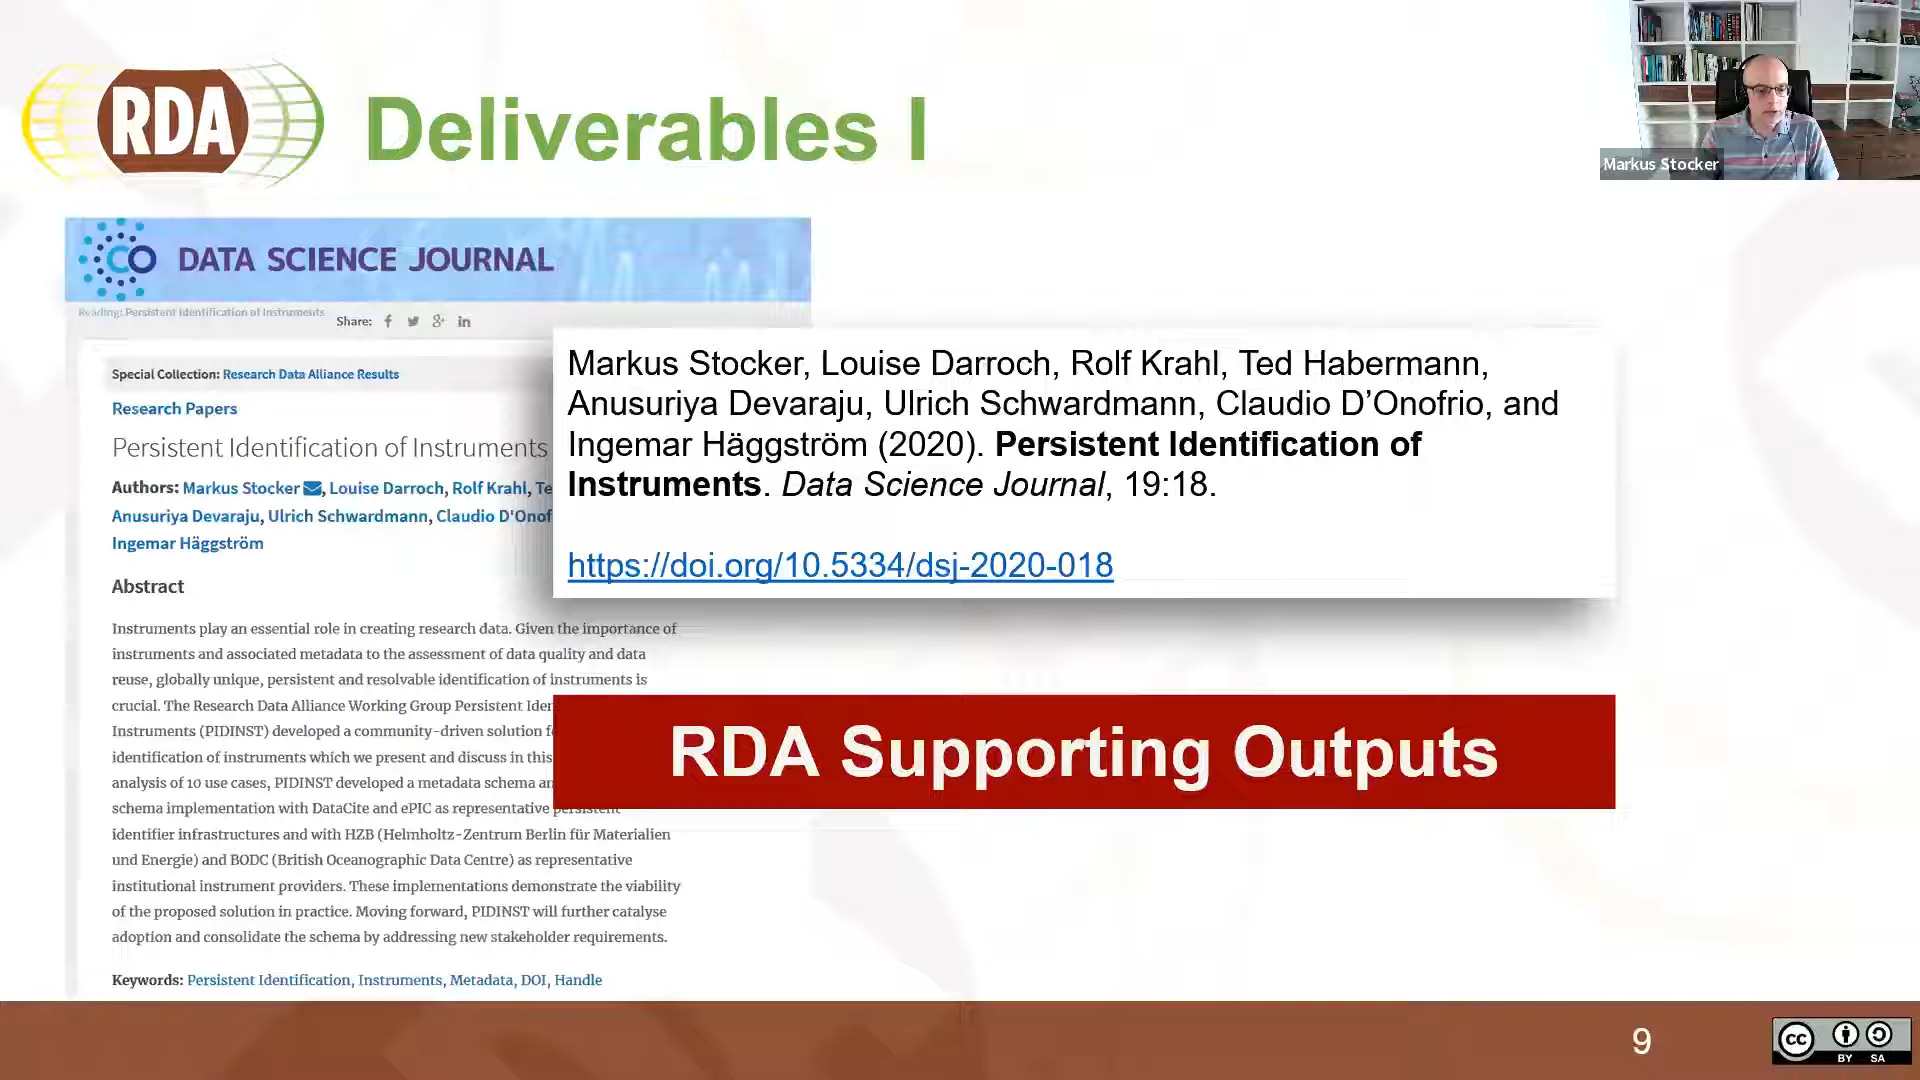 RDA
Deliverables I
Markus Stocker
DATA SCIENCE JOURNAL
Reading: Persistent Identification of Instruments
Share:
Special Collection: Research Data Alliance Results
Research Papers
Persistent Identification of Instruments
Authors: Markus Stocker, Louise Darroch, Rolf Krahl, Te
Anusuriya Devaraju, Ulrich Schwardmann, Claudio D'Onof
Ingemar Häggström
Abstract
Instruments play an essential role in creating research data. Given the importance of
instruments and associated metadata to the assessment of data quality and data
reuse, globally unique, persistent and resolvable identification of instruments is
crucial. The Research Data Alliance Working Group Persistent Iden
Instruments (PIDINST) developed a community-driven solution f
identification of instruments which we present and discuss in this
analysis of 10 use cases, PIDINST developed a metadata schema an
schema implementation with DataCite and ePIC as representative persistent
identifier infrastructures and with HZB (Helmholtz-Zentrum Berlin für Materialien
und Energie) and BODC (British Oceanographic Data Centre) as representative
institutional instrument providers. These implementations demonstrate the viability
of the proposed solution in practice. Moving forward, PIDINST will further catalyse
adoption and consolidate the schema by addressing new stakeholder requirements.
Keywords: Persistent Identification, Instruments, Metadata, DOI, Handle
Markus Stocker, Louise Darroch, Rolf Krahl, Ted Habermann,
Anusuriya Devaraju, Ulrich Schwardmann, Claudio D’Onofrio, and
Ingemar Häggström (2020). Persistent Identification of
Instruments. Data Science Journal, 19:18.
https://doi.org/10.5334/dsj-2020-018
RDA Supporting Outputs
9
cc
BY SA